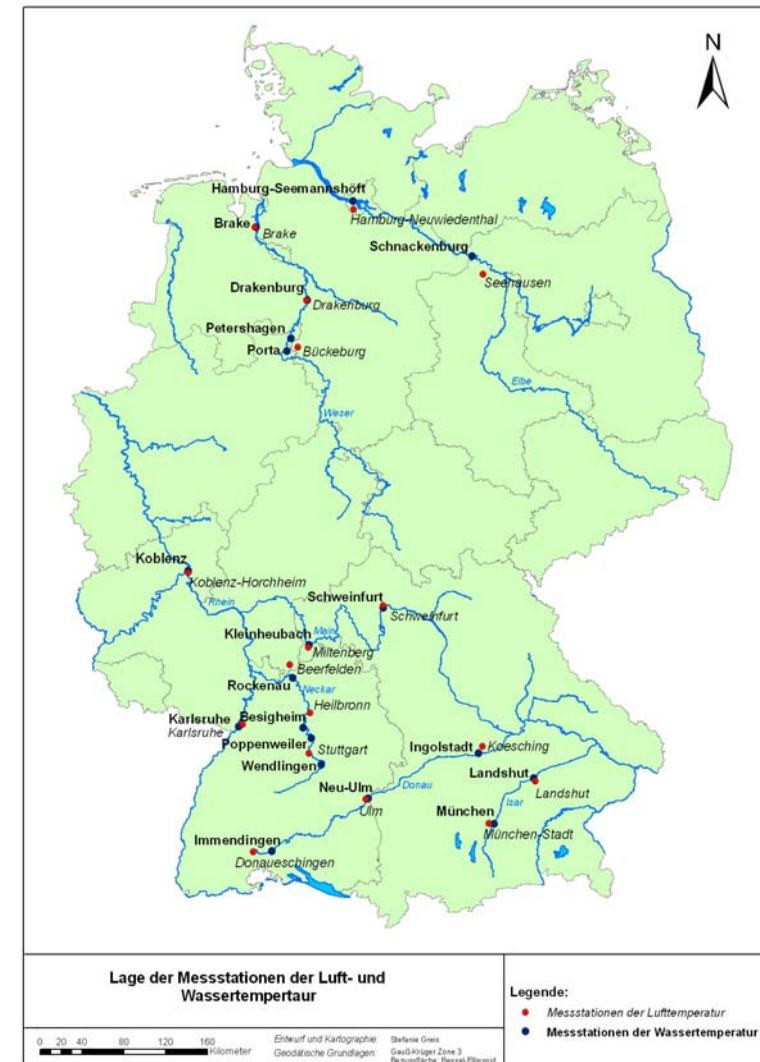 N
Hamburg-Seemannshöft
Hamburg-Neuwiedenthal
Brake
Brake
Schnackenburg
Seehausen
Drakenburg
Drakenburg
Petershagen
Porta
Bückeburg
Elbe
Weser
Koblenz
Koblenz-Horchheim
Rhein
Schweinfurt
Schweinfurt
Kleinheubach
Main
Miltenberg
Beerfelden
Rockenau
Neckar
Heilbronn
Karlsruhe
Karlsruhe
Besigheim
Poppenweiler
Stuttgart
Wendlingen
Ingolstadt
Koesching
Landshut
Landshut
Neu-Ulm
Ulm
Donau
Isar
München
München-Stadt
Immendingen
Donaueschingen
Lage der Messstationen der Luft- und
Wassertempertaur
Legende:
Messstationen der Lufttemperatur
Messstationen der Wassertemperatur
0 20 40 80 120 160
Kilometer
Entwurf und Kartographie: Stefanie Greis
Geodätische Grundlagen: Gauß-Krüger Zone 3